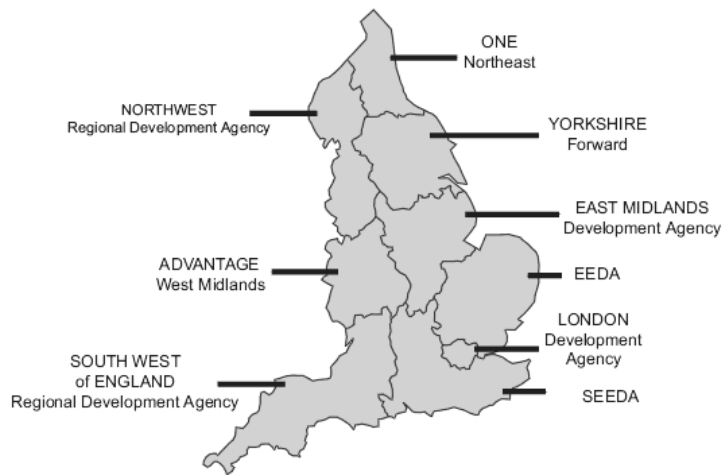 ONE
Northeast
NORTHWEST
Regional Development Agency
YORKSHIRE
Forward
EAST MIDLANDS
Development Agency
ADVANTAGE
West Midlands
EEDA
LONDON
Development
Agency
SOUTH WEST
of ENGLAND
Regional Development Agency
SEEDA